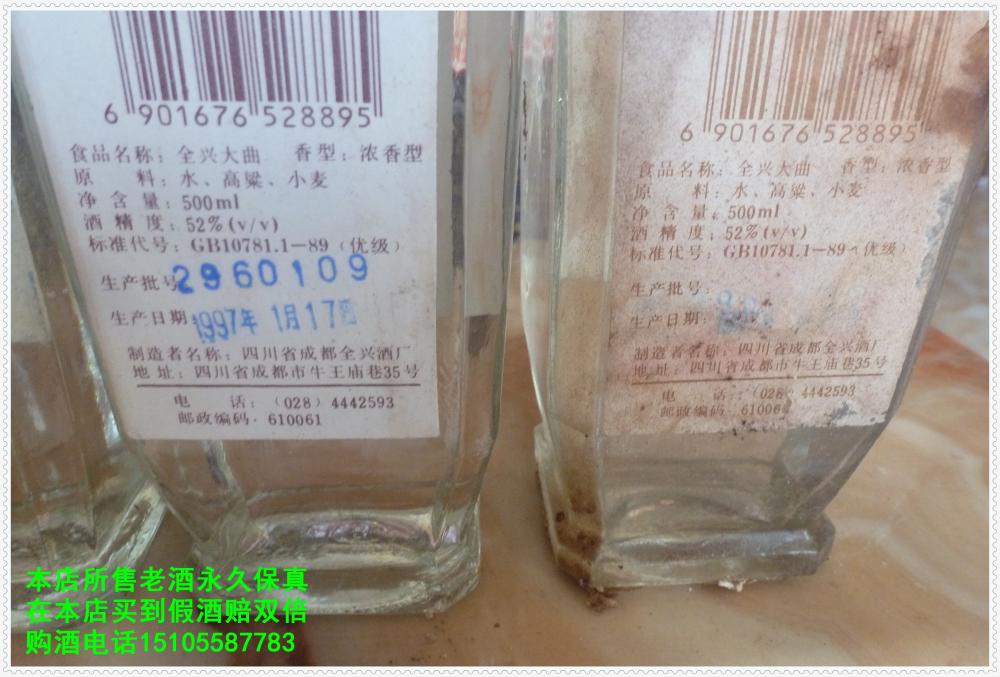 6 901676 528895
食品名称：全兴大曲 香型：浓香型
原 料：水、高粱、小麦
净 含 量：500ml
酒 精 度：52%(v/v)
标准代号：GB10781.1—89（优级）
生产批号 2960109
生产日期 1997年 1月17日
制造者名称：四川省成都全兴酒厂
地 址：四川省成都市牛王庙巷35号
电 话：（028）4442593
邮政编码·610061
6 901676 528895
食品名称：全兴大曲 香型：浓香型
原 料：水、高粱、小麦
净 含 量：500ml
酒 精 度：52%(v/v)
标准代号：GB10781.1—89（优级）
生产批号：
生产日期：
制造者名称：四川省成都全兴酒厂
地 址：四川省成都市牛王庙巷35号
电 话：（028）4442593
邮政编码·610061
本店所售老酒永久保真
在本店买到假酒赔双倍
购酒电话15105587783